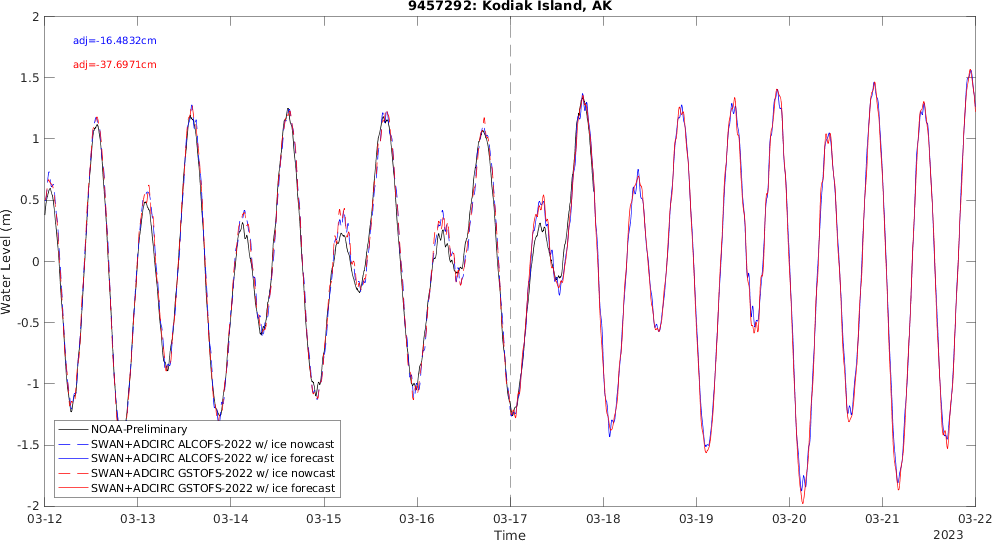 9457292: Kodiak Island, AK
adj=-16.4832cm
adj=-37.6971cm
Water Level (m)
2
1.5
1
0.5
0
-0.5
-1
-1.5
-2
NOAA-Preliminary
SWAN+ADCIRC ALCOFS-2022 w/ ice nowcast
SWAN+ADCIRC ALCOFS-2022 w/ ice forecast
SWAN+ADCIRC GSTOFS-2022 w/ ice nowcast
SWAN+ADCIRC GSTOFS-2022 w/ ice forecast
03-12 03-13 03-14 03-15 03-16 03-17 03-18 03-19 03-20 03-21 03-22
Time
2023